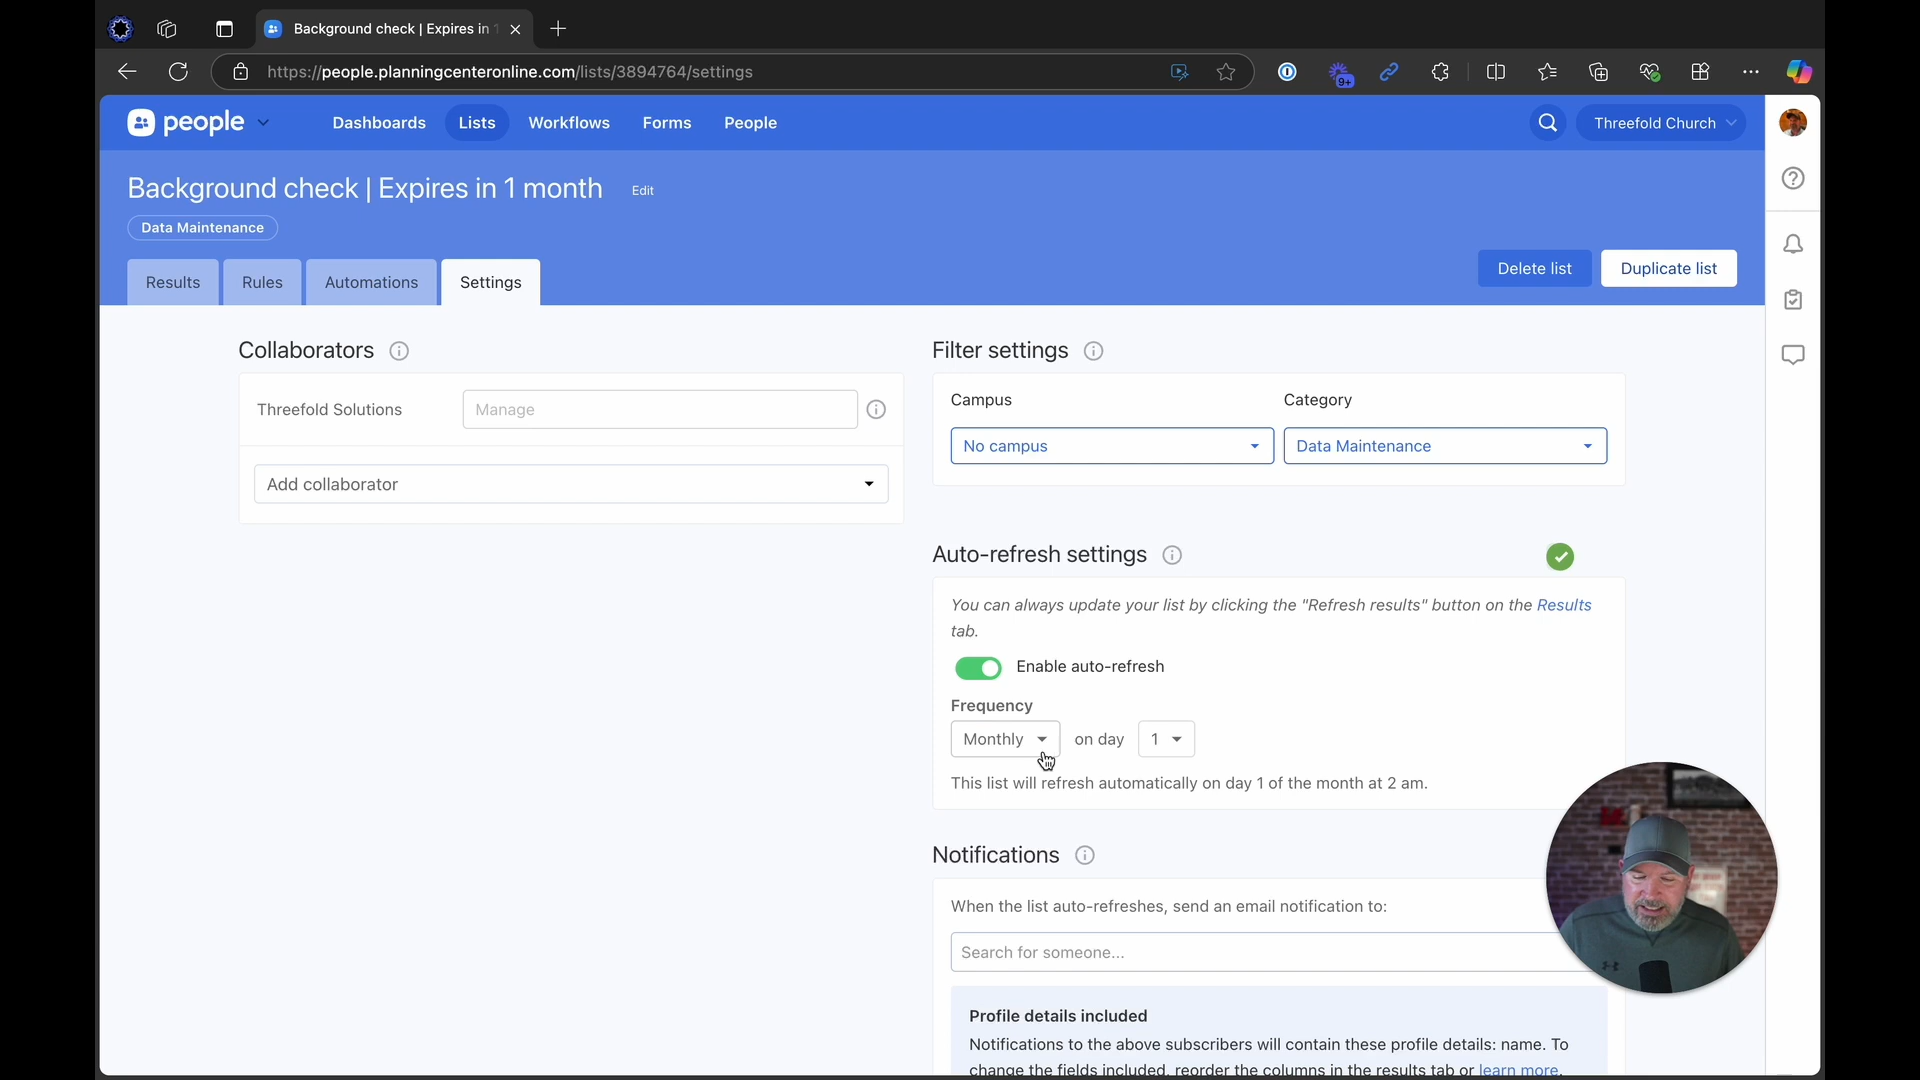 Background check | Expires in 1
https://people.planningcenteronline.com/lists/3894764/settings
9+
people
Dashboards
Lists
Workflows
Forms
People
Threefold Church
Background check | Expires in 1 month
Edit
Data Maintenance
Results
Rules
Automations
Settings
Delete list
Duplicate list
Collaborators
Threefold Solutions
Manage
Add collaborator
Filter settings
Campus
Category
No campus
Data Maintenance
Auto-refresh settings
You can always update your list by clicking the "Refresh results" button on the Results
tab.
Enable auto-refresh
Frequency
Monthly
on day
1
This list will refresh automatically on day 1 of the month at 2 am.
Notifications
When the list auto-refreshes, send an email notification to:
Search for someone...
Profile details included
Notifications to the above subscribers will contain these profile details: name. To
change the fields included, reorder the columns in the results tab or learn more.